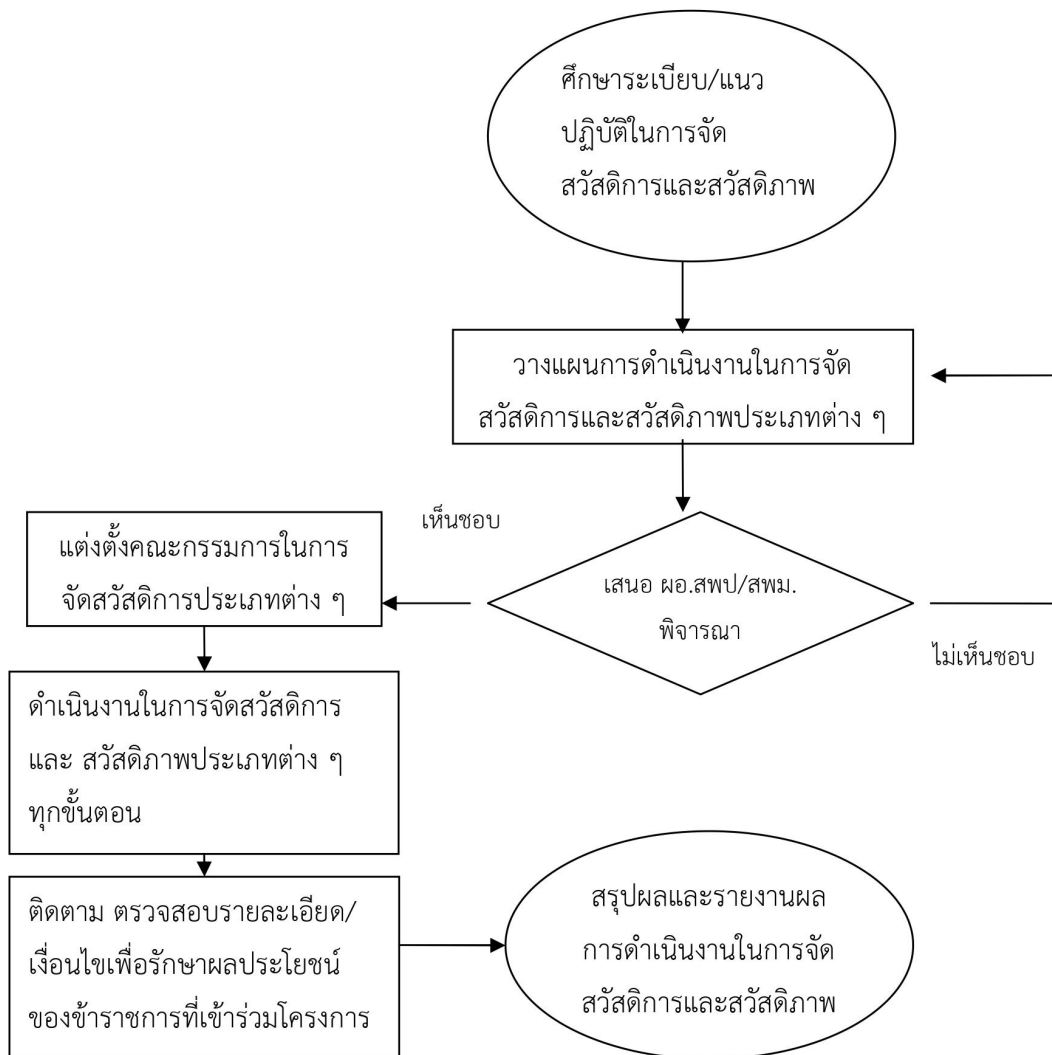 ศึกษาระเบียบ/แนว
ปฏิบัติในการจัด
สวัสดิการและสวัสดิภาพ
วางแผนการดำเนินงานในการจัด
สวัสดิการและสวัสดิภาพประเภทต่าง ๆ
เห็นชอบ
แต่งตั้งคณะกรรมการในการ
จัดสวัสดิการประเภทต่าง ๆ
เสนอ ผอ.สพป/สพม.
พิจารณา
ไม่เห็นชอบ
ดำเนินงานในการจัดสวัสดิการ
และ สวัสดิภาพประเภทต่าง ๆ
ทุกขั้นตอน
ติดตาม ตรวจสอบรายละเอียด/
เงื่อนไขเพื่อรักษาผลประโยชน์
ของข้าราชการที่เข้าร่วมโครงการ
สรุปผลและรายงานผล
การดำเนินงานในการจัด
สวัสดิการและสวัสดิภาพ